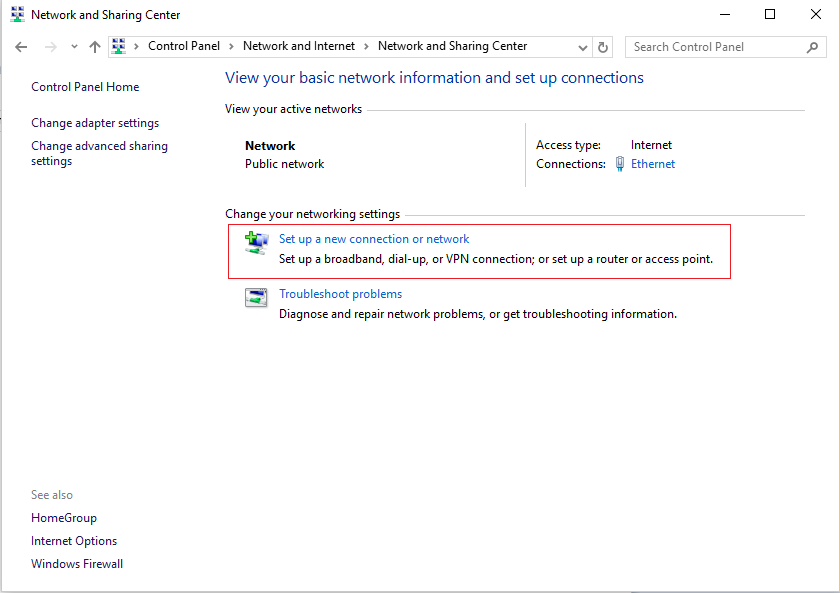 Network and Sharing Center
Control Panel > Network and Internet > Network and Sharing Center
Search Control Panel
Control Panel Home
Change adapter settings
Change advanced sharing
settings
View your basic network information and set up connections
View your active networks
Network
Public network
Access type: Internet
Connections: Ethernet
Change your networking settings
Set up a new connection or network
Set up a broadband, dial-up, or VPN connection; or set up a router or access point.
Troubleshoot problems
Diagnose and repair network problems, or get troubleshooting information.
See also
HomeGroup
Internet Options
Windows Firewall